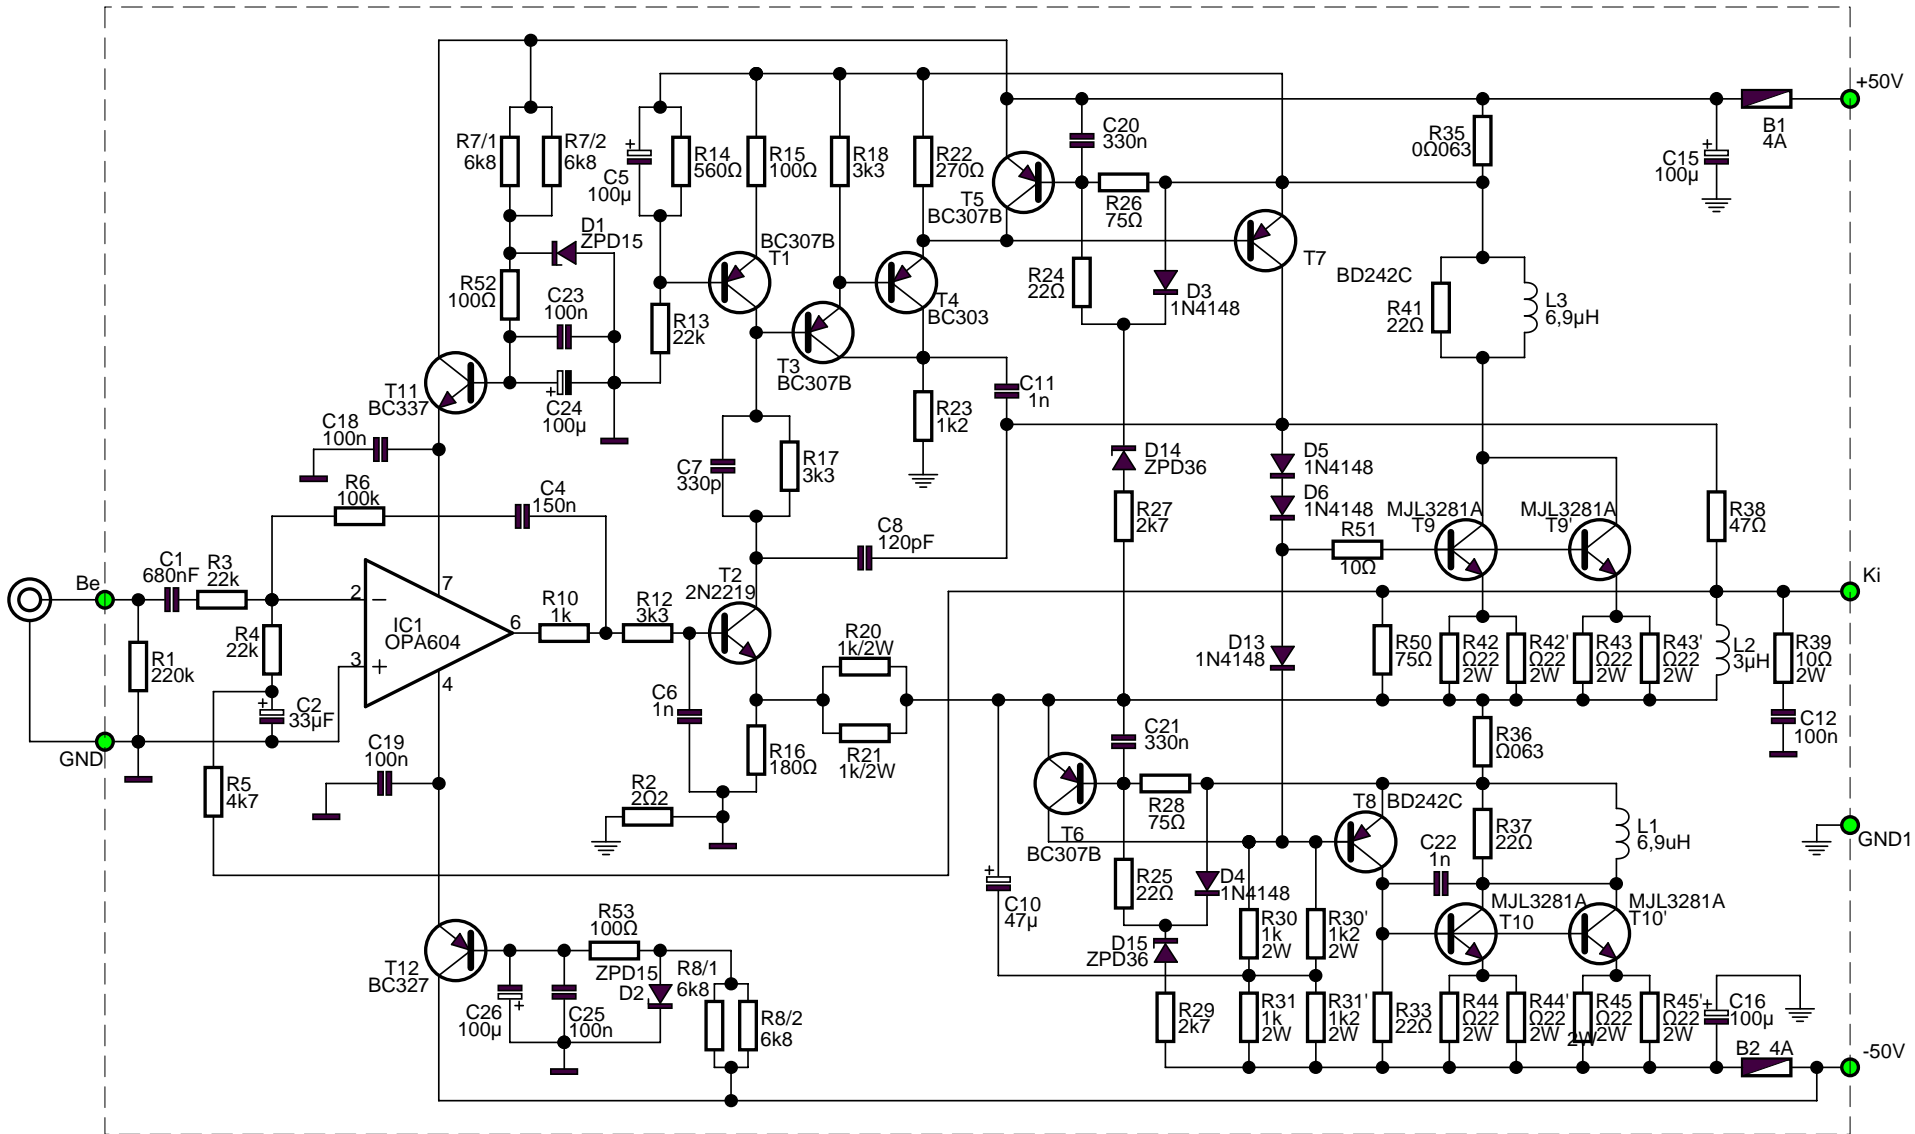 +50V
B1
4A
C15
100µ
+
R35
0Ω063
C20
330n
R7/1
6k8
R7/2
6k8
+
C5
100µ
R14
560Ω
R15
100Ω
R18
3k3
R22
270Ω
T5
BC307B
R26
75Ω
D1
ZPD15
BC307B
T1
T7
BD242C
R52
100Ω
C23
100n
R13
22k
T4
BC303
R24
22Ω
D3
1N4148
R41
22Ω
L3
6,9µH
T3
BC307B
T11
BC337
+
C24
100µ
C11
1n
R23
1k2
C18
100n
R6
100k
C4
150n
C7
330p
R17
3k3
D14
ZPD36
D5
1N4148
D6
1N4148
R27
2k7
MJL3281A
T9
MJL3281A
T9'
R38
47Ω
R51
10Ω
C8
120pF
Be
C1
680nF
R3
22k
T2
2N2219
Ki
2
−
7
IC1
OPA604
6
3
+
4
R10
1k
R12
3k3
R4
22k
R1
220k
R20
1k/2W
D13
1N4148
R50
75Ω
R42
Ω22
2W
R42'
Ω22
2W
R43
Ω22
2W
R43'
Ω22
2W
L2
3µH
R39
10Ω
2W
+
C2
33µF
C6
1n
C12
100n
GND
C19
100n
R16
180Ω
R21
1k/2W
C21
330n
R36
Ω063
R5
4k7
R2
2Ω2
R28
75Ω
T8
BD242C
T6
BC307B
R37
22Ω
L1
6,9uH
GND1
C22
1n
+
C10
47µ
R25
22Ω
D4
1N4148
MJL3281A
T10
MJL3281A
T10'
R53
100Ω
R30
1k
2W
R30'
1k2
2W
D15
ZPD36
T12
BC327
ZPD15
D2
R8/1
6k8
+
C26
100µ
C25
100n
R8/2
6k8
R29
2k7
R31
1k
2W
R31'
1k2
2W
R33
22Ω
R44
Ω22
2W
R44'
Ω22
2W
2W
R45
Ω22
2W
R45'
Ω22
2W
+
C16
100µ
B2 4A
-50V